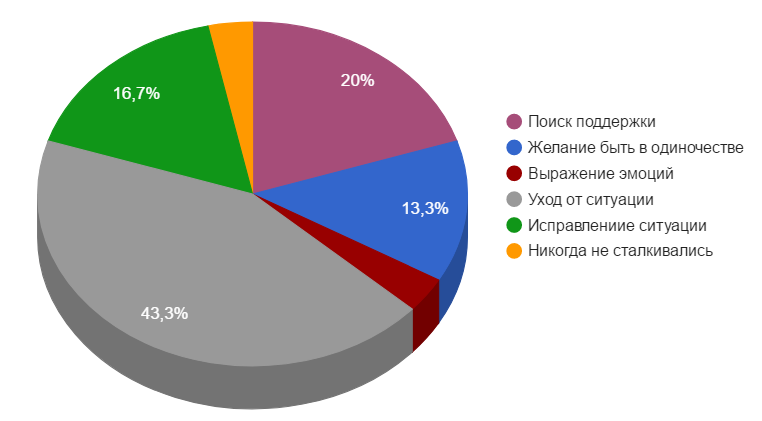 16,7%
20%
13,3%
43,3%
Поиск поддержки
Желание быть в одиночестве
Выражение эмоций
Уход от ситуации
Исправлениие ситуации
Никогда не сталкивались